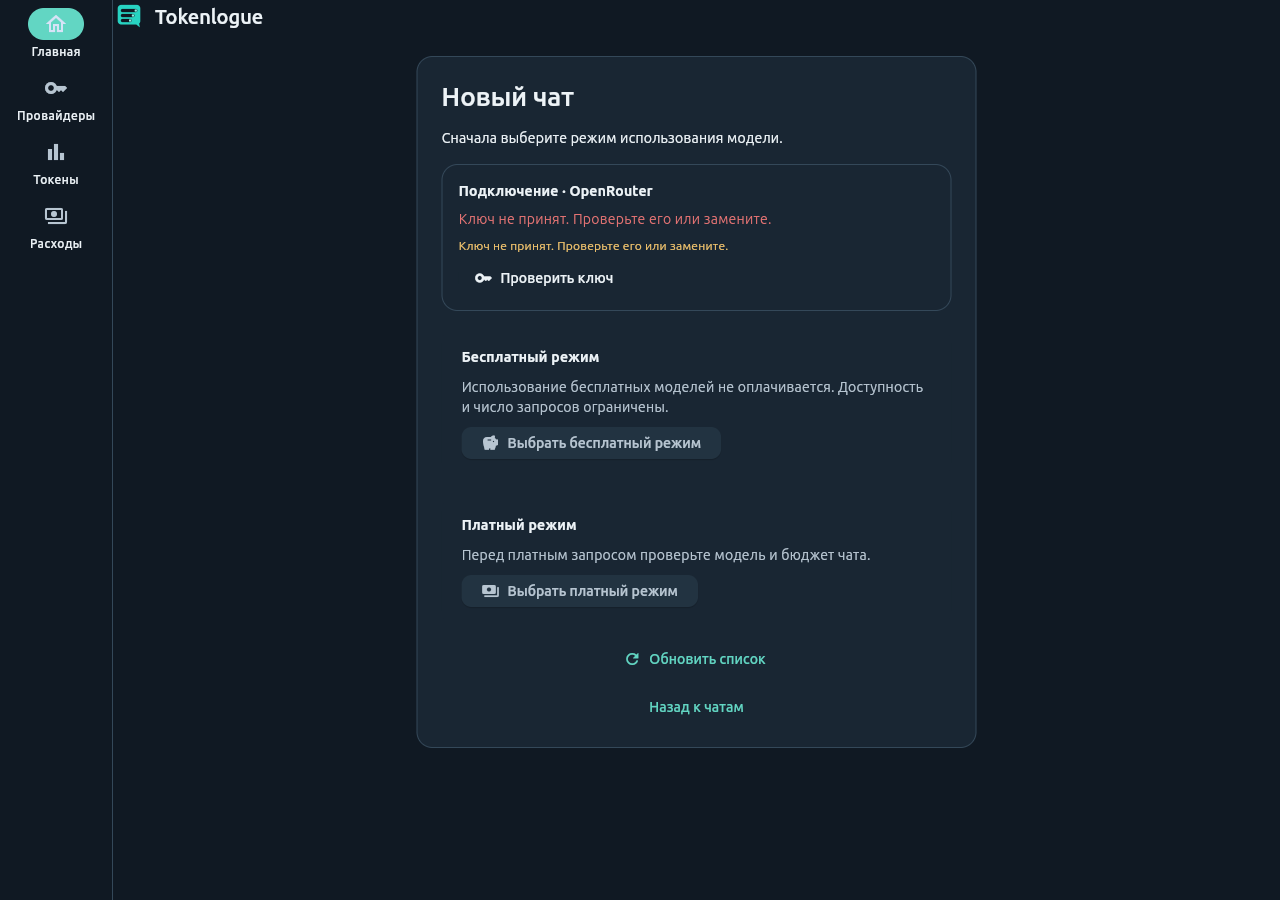 Tokenlogue
Главная
Провайдеры
Токены
Расходы
Новый чат
Сначала выберите режим использования модели.
Подключение · OpenRouter
Ключ не принят. Проверьте его или замените.
Ключ не принят. Проверьте его или замените.
Проверить ключ
Бесплатный режим
Использование бесплатных моделей не оплачивается. Доступность
и число запросов ограничены.
Выбрать бесплатный режим
Платный режим
Перед платным запросом проверьте модель и бюджет чата.
Выбрать платный режим
Обновить список
Назад к чатам